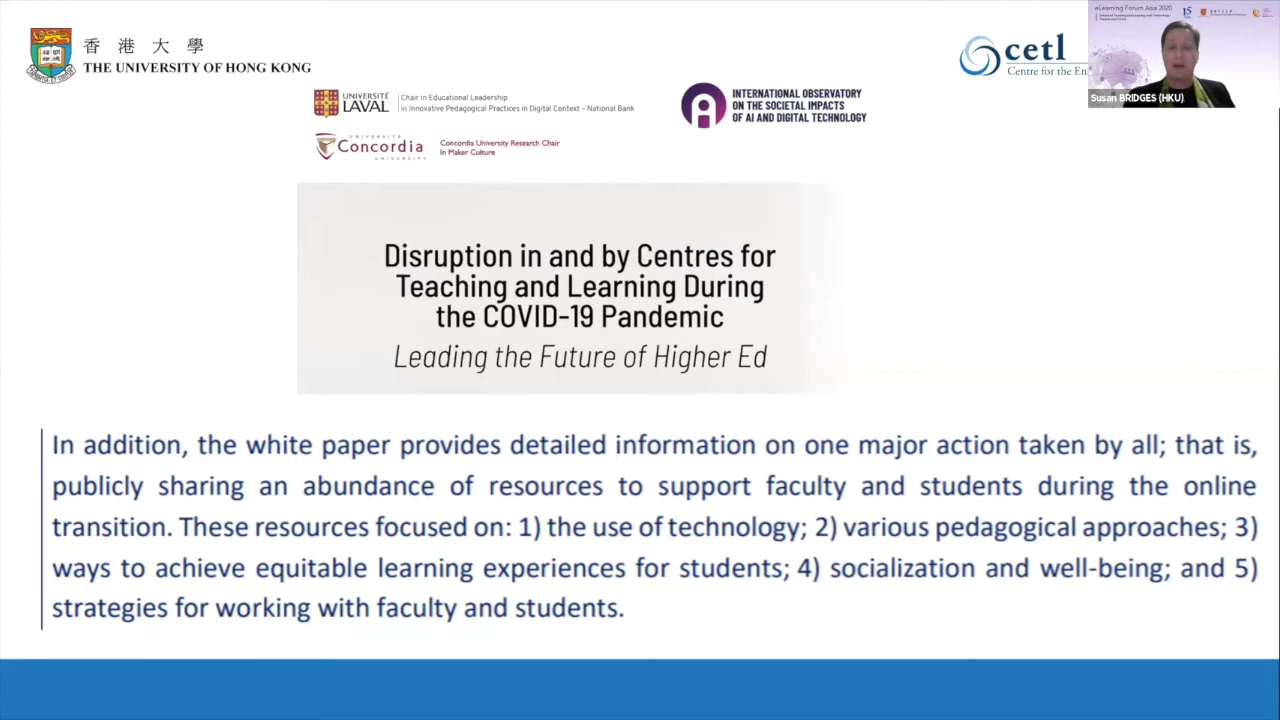 香港大學
THE UNIVERSITY OF HONG KONG
cetl
Centre for the En
eLearning Forum Asia 2020
Susan BRIDGES (HKU)
UNIVERSITÉ
LAVAL
Chair in Educational Leadership
in Innovative Pedagogical Practices in Digital Context – National Bank
INTERNATIONAL OBSERVATORY
ON THE SOCIETAL IMPACTS
OF AI AND DIGITAL TECHNOLOGY
UNIVERSITÉ
Concordia
UNIVERSITY
Concordia University Research Chair
In Maker Culture
Disruption in and by Centres for
Teaching and Learning During
the COVID-19 Pandemic
Leading the Future of Higher Ed
In addition, the white paper provides detailed information on one major action taken by all; that is,
publicly sharing an abundance of resources to support faculty and students during the online
transition. These resources focused on: 1) the use of technology; 2) various pedagogical approaches; 3)
ways to achieve equitable learning experiences for students; 4) socialization and well-being; and 5)
strategies for working with faculty and students.